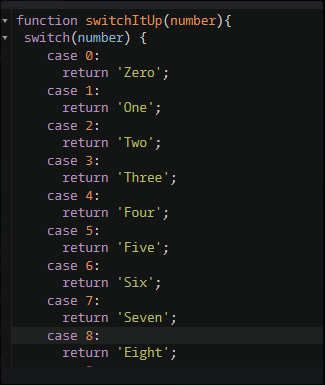 function switchItUp(number){
switch(number) {
case 0:
return 'Zero';
case 1:
return 'One';
case 2:
return 'Two';
case 3:
return 'Three';
case 4:
return 'Four';
case 5:
return 'Five';
case 6:
return 'Six';
case 7:
return 'Seven';
case 8:
return 'Eight';